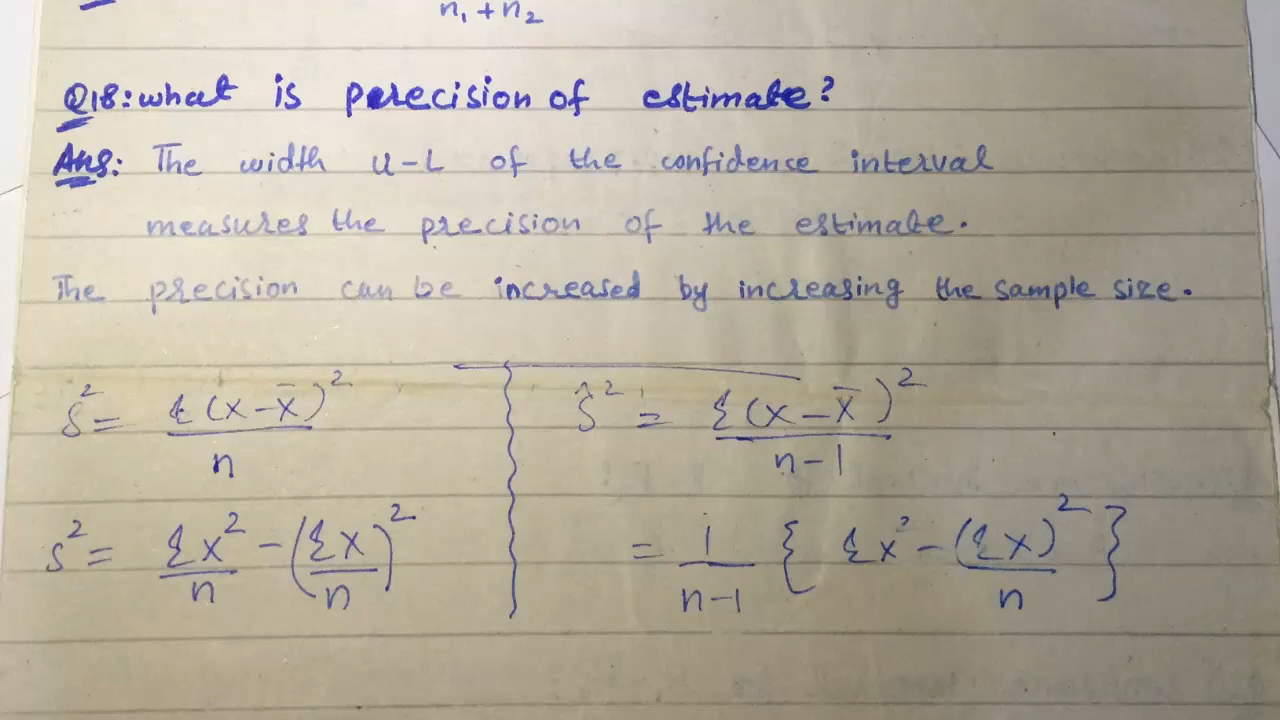 n₁ + n₂
Q18: what is precision of estimate?
Ans: The width U-L of the confidence interval
measures the precision of the estimate.
The precision can be increased by increasing the sample size.
S² = Σ(x-x̄)² / n
Ŝ² = Σ(x-x̄)² / n-1
s² = Σx²/n - (Σx/n)²
= 1/n-1 { Σx² - (Σx)²/n }